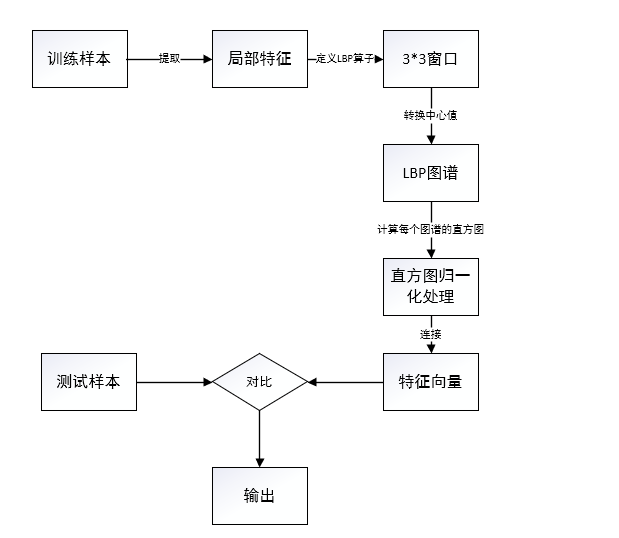 训练样本
提取
局部特征
定义LBP算子
3*3窗口
转换中心值
LBP图谱
计算每个图谱的直方图
直方图归一
化处理
连接
测试样本
对比
特征向量
输出